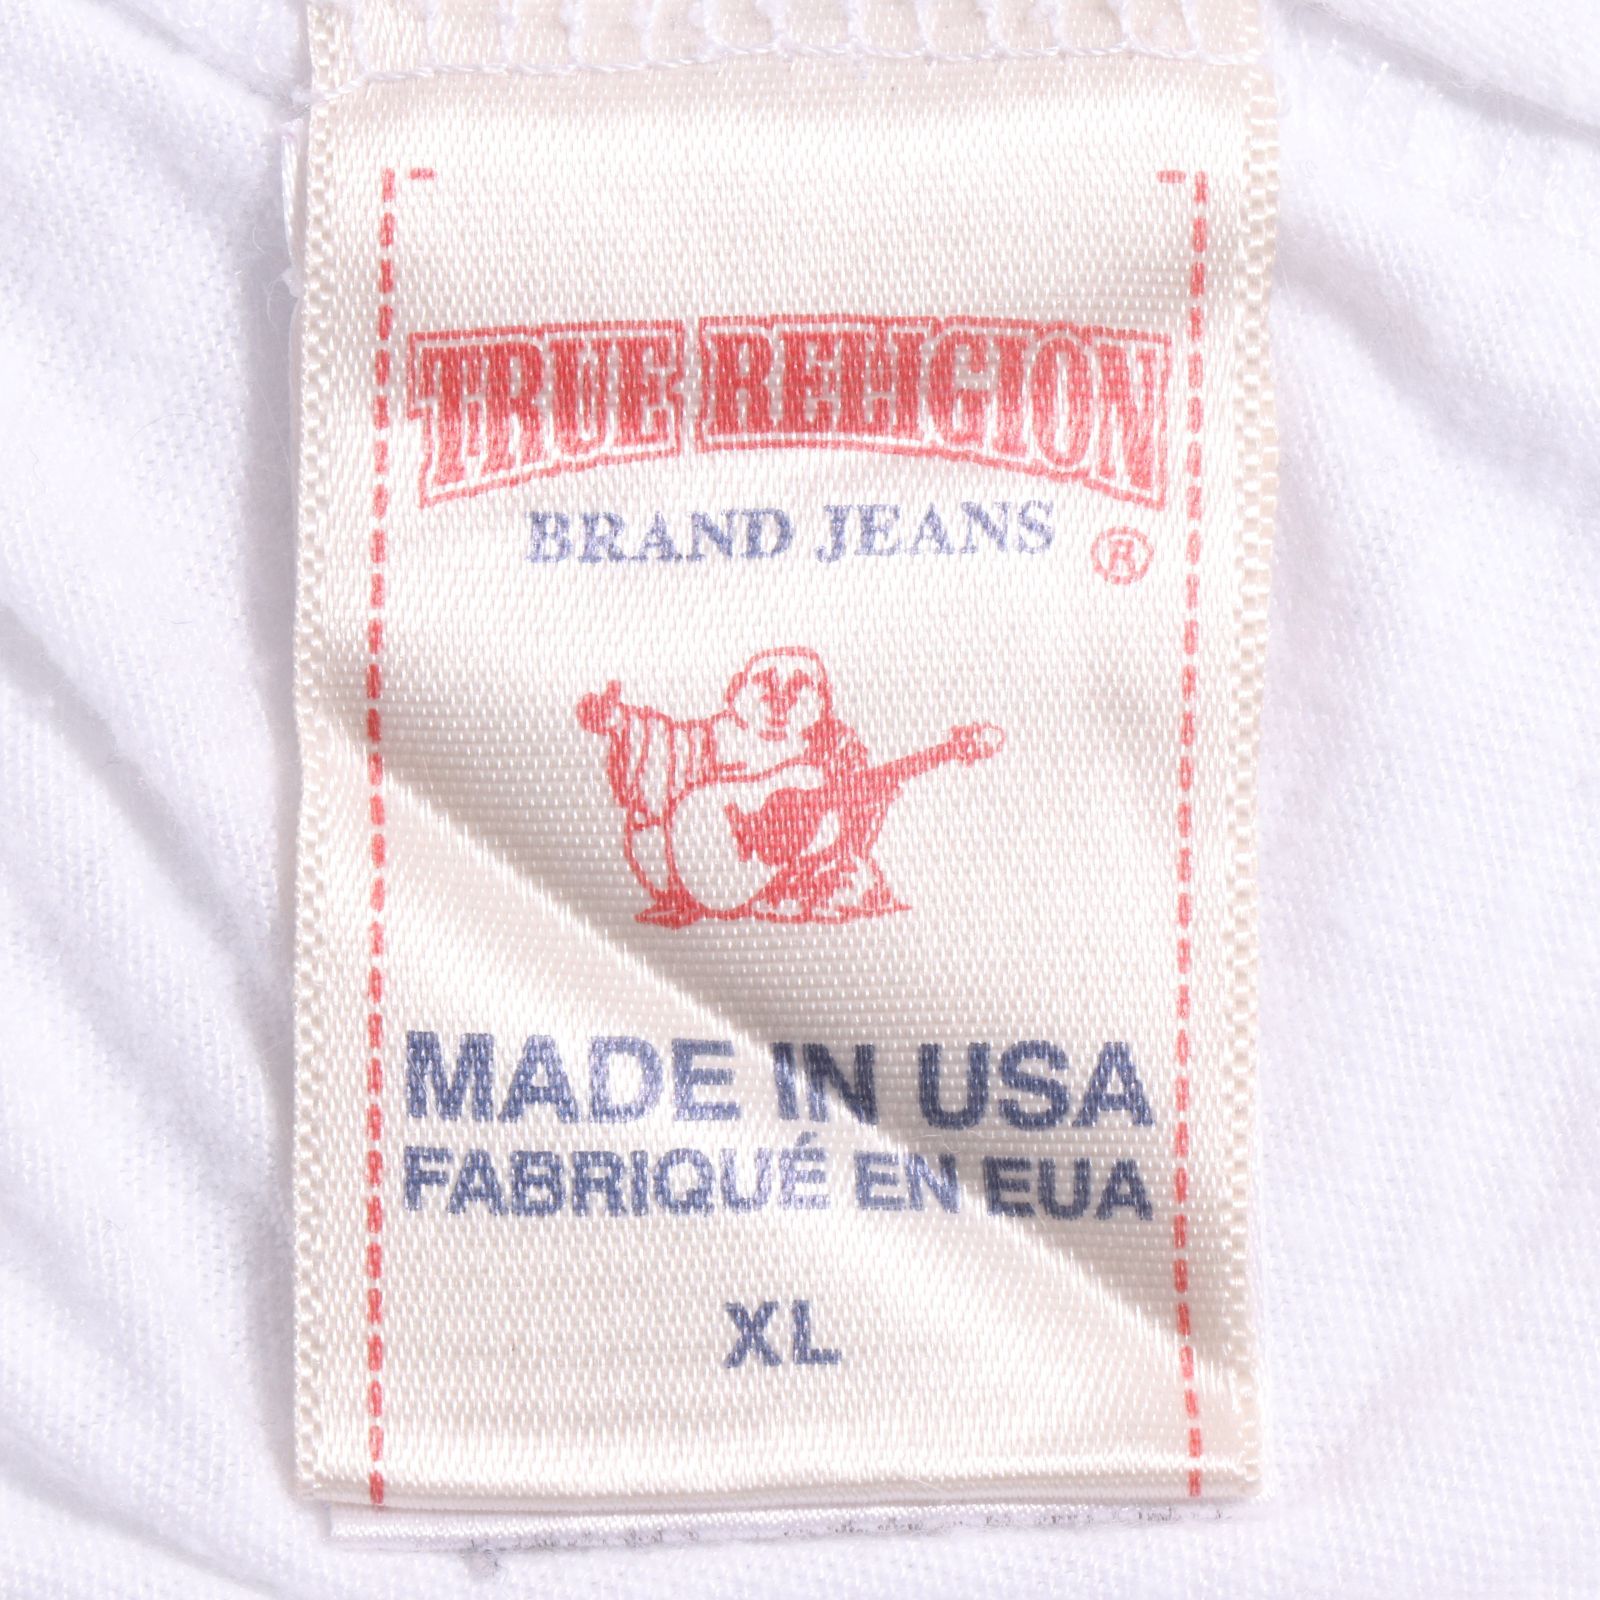 TRUE RELIGION
BRAND JEANS ®
MADE IN USA
FABRIQUÉ EN EUA
XL